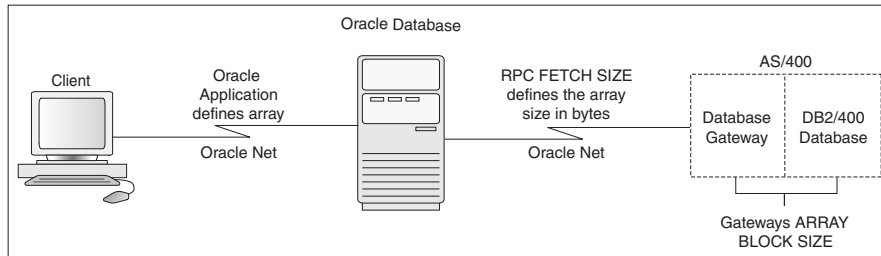 Oracle Database
Client
Oracle
Application
defines array
Oracle Net
RPC FETCH SIZE
defines the array
size in bytes
Oracle Net
AS/400
Database
Gateway
DB2/400
Database
Gateways ARRAY
BLOCK SIZE